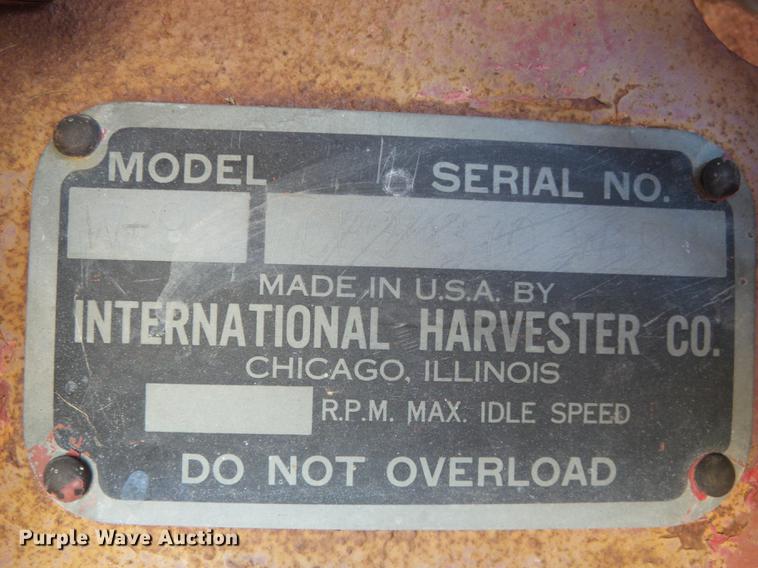 MODEL SERIAL NO.
MADE IN U.S.A. BY
INTERNATIONAL HARVESTER CO.
CHICAGO, ILLINOIS
R.P.M. MAX. IDLE SPEED
DO NOT OVERLOAD
Purple Wave Auction